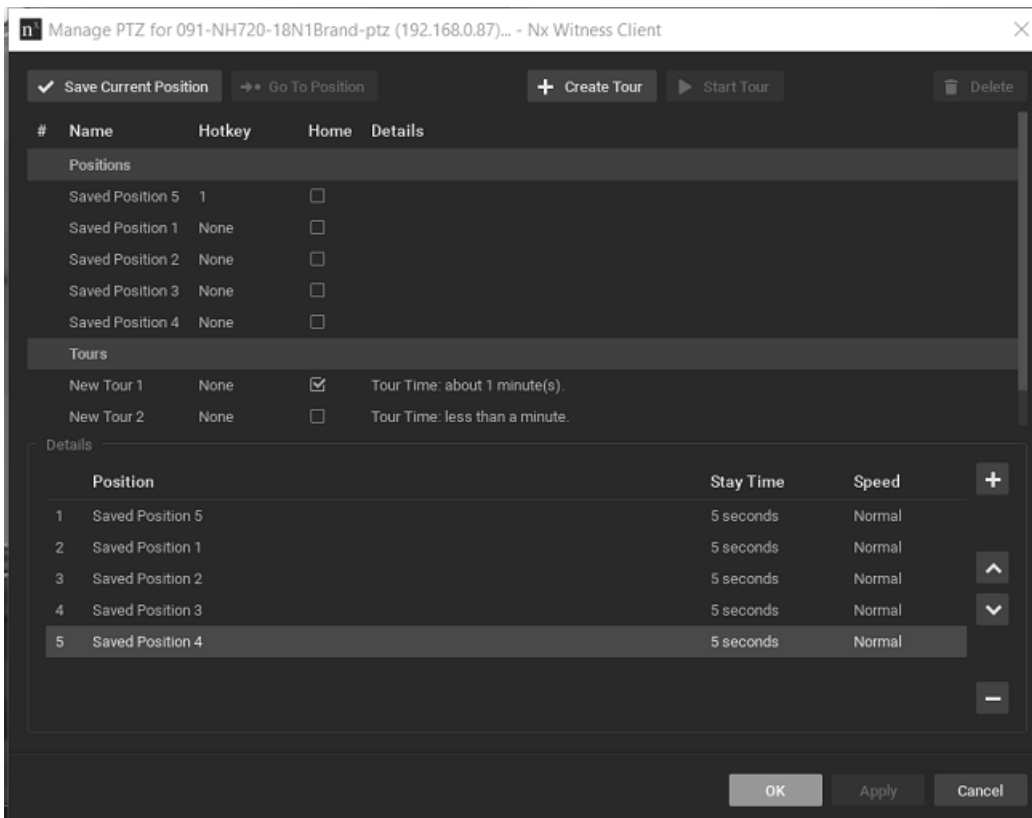 nx Manage PTZ for 091-NH720-18N1Brand-ptz (192.168.0.87)... - Nx Witness Client
Save Current Position Go To Position Create Tour Start Tour Delete
# Name Hotkey Home Details
Positions
Saved Position 5 1
Saved Position 1 None
Saved Position 2 None
Saved Position 3 None
Saved Position 4 None
Tours
New Tour 1 None Tour Time: about 1 minute(s).
New Tour 2 None Tour Time: less than a minute.
Details
Position Stay Time Speed
1 Saved Position 5 5 seconds Normal
2 Saved Position 1 5 seconds Normal
3 Saved Position 2 5 seconds Normal
4 Saved Position 3 5 seconds Normal
5 Saved Position 4 5 seconds Normal
OK Apply Cancel